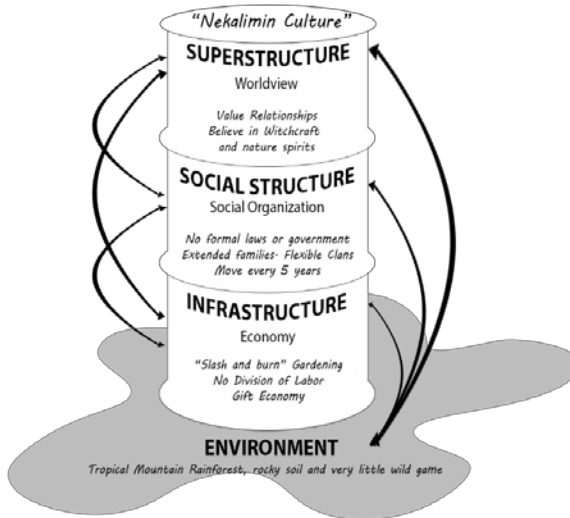 "Nekalimin Culture"
SUPERSTRUCTURE
Worldview
Value Relationships
Believe in Witchcraft
and nature spirits
SOCIAL STRUCTURE
Social Organization
No formal laws or government
Extended families- Flexible Clans
Move every 5 years
INFRASTRUCTURE
Economy
"Slash and burn" Gardening
No Division of Labor
Gift Economy
ENVIRONMENT
Tropical Mountain Rainforest, rocky soil and very little wild game